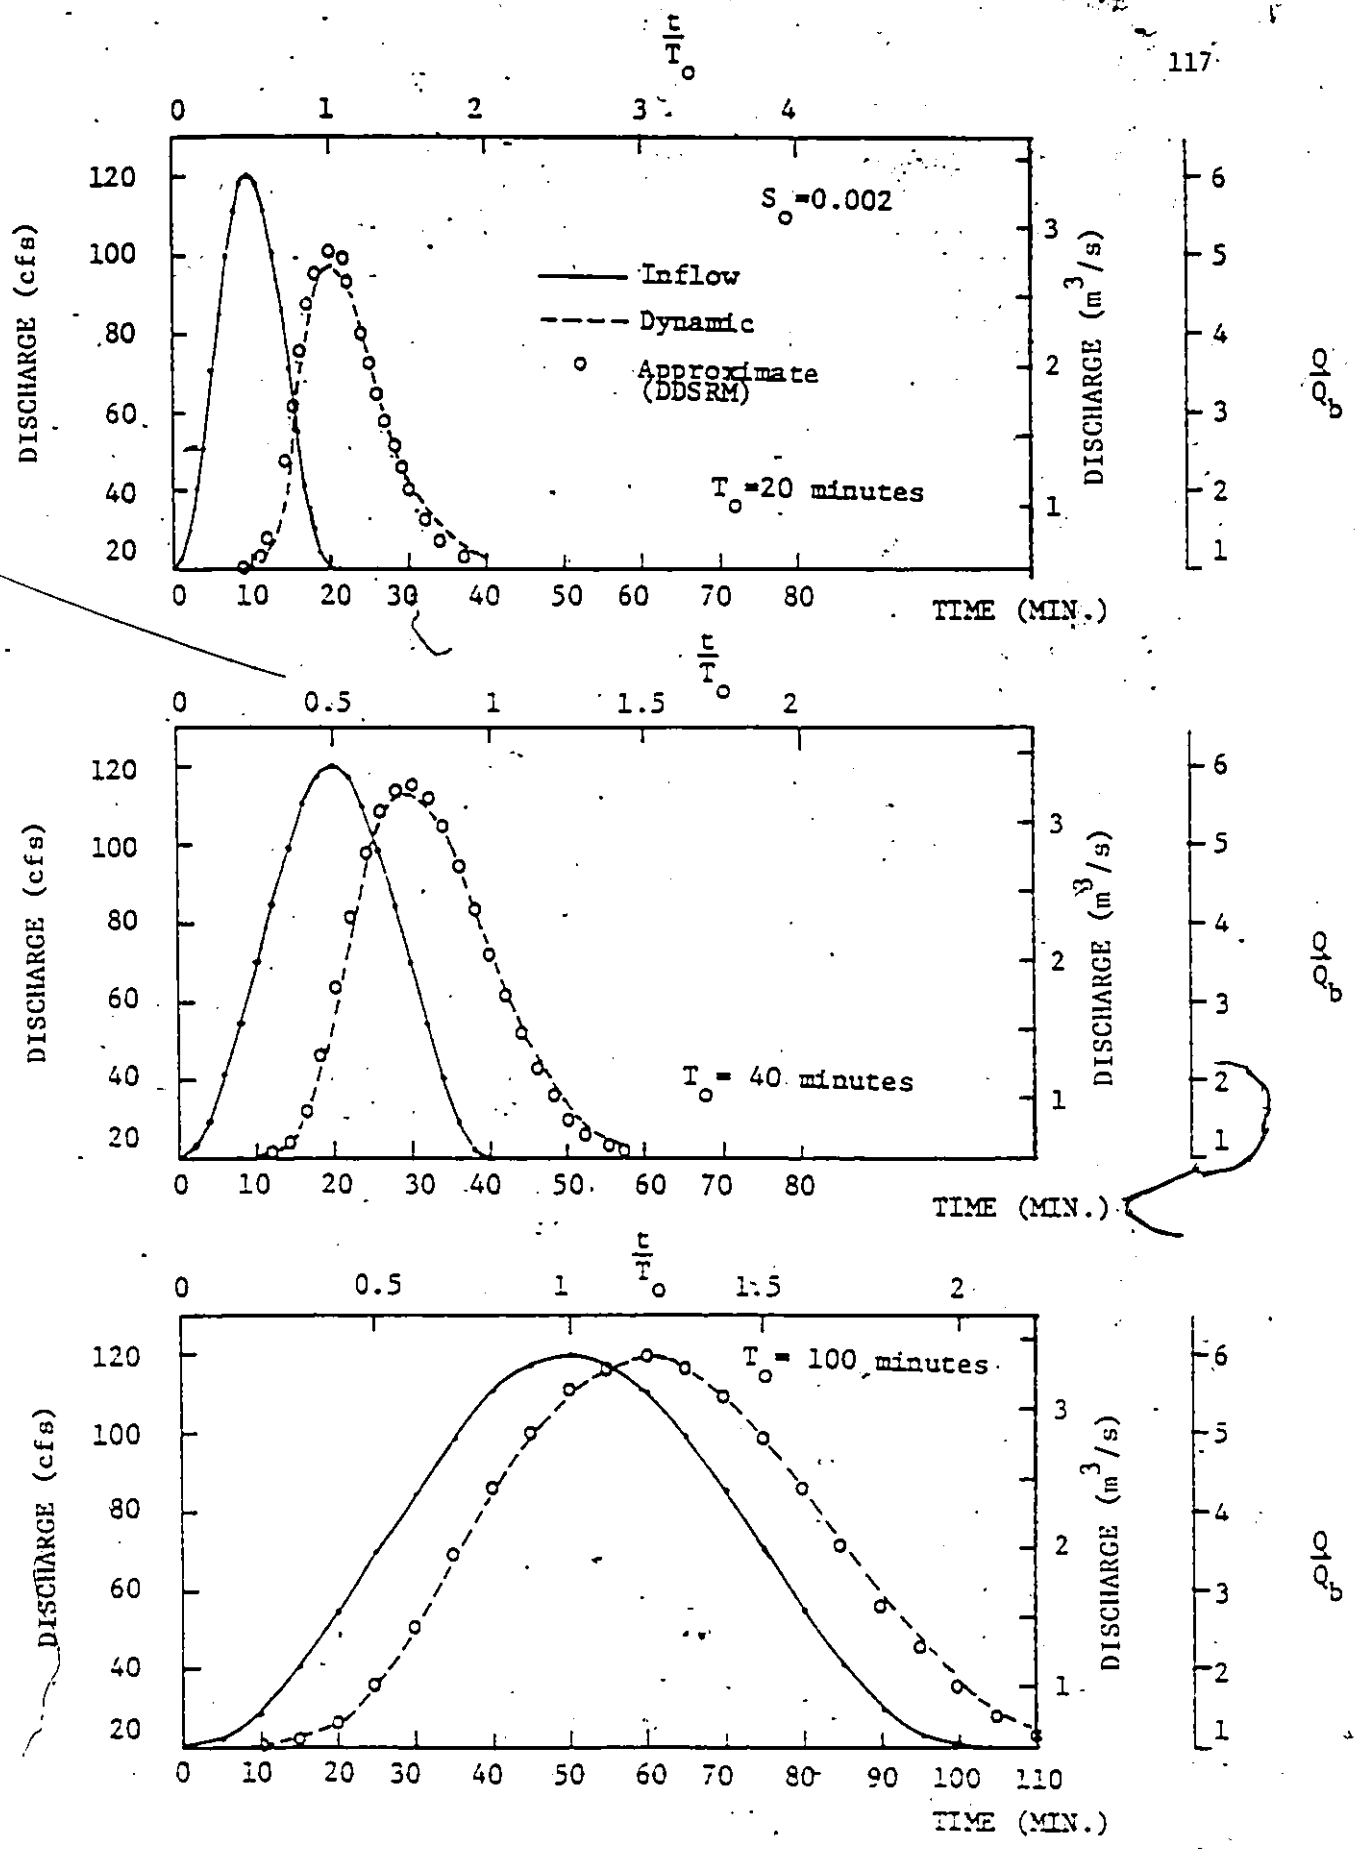 117
t/T_o
0 1 2 3 4
120
100
80
60
40
20
DISCHARGE (cfs)
S_o=0.002
Inflow
Dynamic
Approximate
(DDSRM)
T_o=20 minutes
3
2
1
DISCHARGE (m³/s)
6
5
4
3
2
1
Q/Q_b
0 10 20 30 40 50 60 70 80
TIME (MIN.)
t/T_o
0 0.5 1 1.5 2
120
100
80
60
40
20
DISCHARGE (cfs)
T_o= 40 minutes
3
2
1
DISCHARGE (m³/s)
6
5
4
3
2
1
Q/Q_b
0 10 20 30 40 50 60 70 80
TIME (MIN.)
t/T_o
0 0.5 1 1.5 2
120
100
80
60
40
20
DISCHARGE (cfs)
T_o= 100 minutes
3
2
1
DISCHARGE (m³/s)
6
5
4
3
2
1
Q/Q_b
0 10 20 30 40 50 60 70 80 90 100 110
TIME (MIN.)